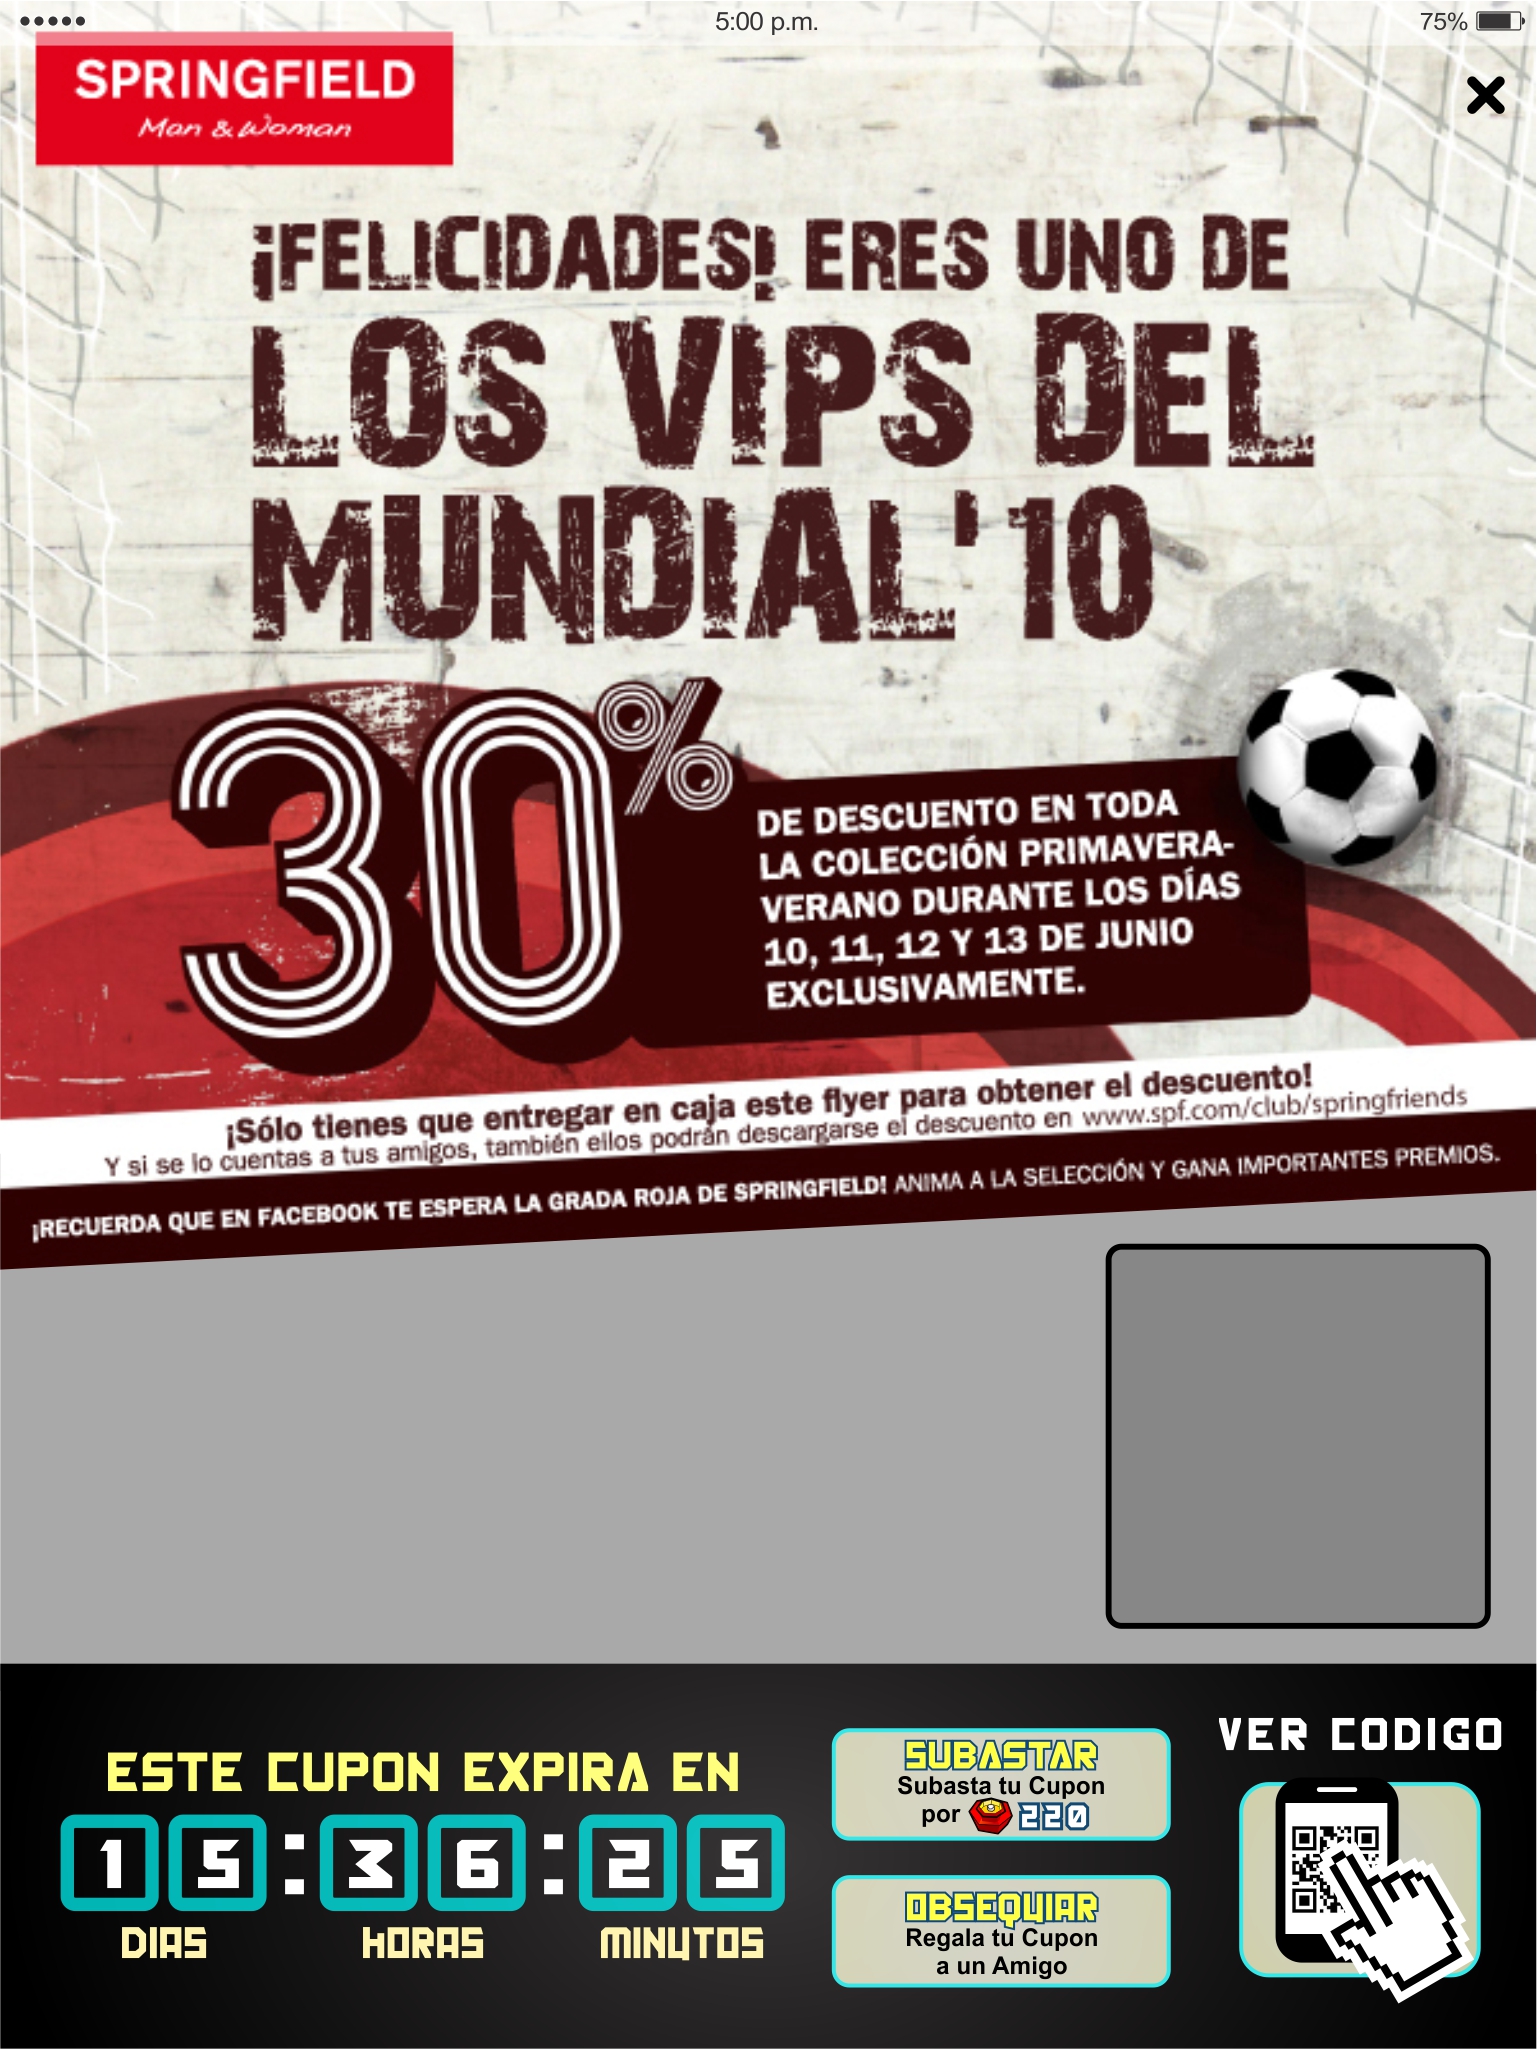 5:00 p.m.
75%
SPRINGFIELD
Man & Woman
¡FELICIDADES! ERES UNO DE
LOS VIPS DEL
MUNDIAL'10
30%
DE DESCUENTO EN TODA
LA COLECCIÓN PRIMAVERA-
VERANO DURANTE LOS DÍAS
10, 11, 12 Y 13 DE JUNIO
EXCLUSIVAMENTE.
¡Sólo tienes que entregar en caja este flyer para obtener el descuento!
Y si se lo cuentas a tus amigos, también ellos podrán descargarse el descuento en www.spf.com/club/springfriends
¡RECUERDA QUE EN FACEBOOK TE ESPERA LA GRADA ROJA DE SPRINGFIELD! ANIMA A LA SELECCIÓN Y GANA IMPORTANTES PREMIOS.
ESTE CUPON EXPIRA EN
15:36:25
DIAS HORAS MINUTOS
SUBASTAR
Subasta tu Cupon
por 220
OBSEQUIAR
Regala tu Cupon
a un Amigo
VER CODIGO